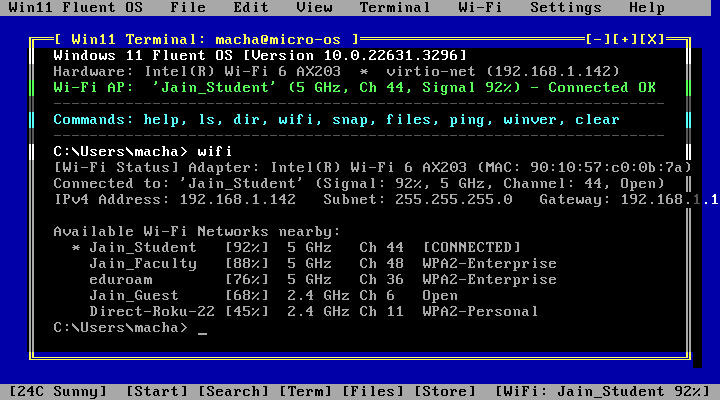 Win11 Fluent OS   File   Edit   View   Terminal   Wi-Fi   Settings   Help
[ Win11 Terminal: macha@micro-os ] [-][+][X]
Windows 11 Fluent OS [Version 10.0.22631.3296]
Hardware: Intel(R) Wi-Fi 6 AX203  *  virtio-net (192.168.1.142)
Wi-Fi AP:  'Jain_Student' (5 GHz, Ch 44, Signal 92%) - Connected OK
----------------------------------------------------------------
Commands: help, ls, dir, wifi, snap, files, ping, winver, clear
----------------------------------------------------------------
C:\Users\macha> wifi
[Wi-Fi Status] Adapter: Intel(R) Wi-Fi 6 AX203 (MAC: 90:10:57:c0:0b:7a)
Connected to: 'Jain_Student' (Signal: 92%, 5 GHz, Channel: 44, Open)
IPv4 Address: 192.168.1.142   Subnet: 255.255.255.0   Gateway: 192.168.1.1
Available Wi-Fi Networks nearby:
* Jain_Student   [92%]  5 GHz   Ch 44  [CONNECTED]
Jain_Faculty   [88%]  5 GHz   Ch 48  WPA2-Enterprise
eduroam        [76%]  5 GHz   Ch 36  WPA2-Enterprise
Jain_Guest     [68%]  2.4 GHz Ch 6   Open
Direct-Roku-22 [45%]  2.4 GHz Ch 11  WPA2-Personal
C:\Users\macha> _
[24C Sunny]  [Start] [Search] [Term] [Files] [Store]  [WiFi: Jain_Student 92%]